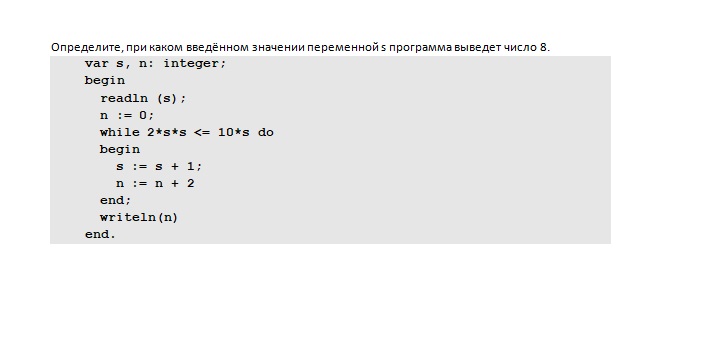 Определите, при каком введённом значении переменной s программа выведет число 8.
var s, n: integer;
begin
readln (s);
n := 0;
while 2*s*s <= 10*s do
begin
s := s + 1;
n := n + 2
end;
writeln(n)
end.